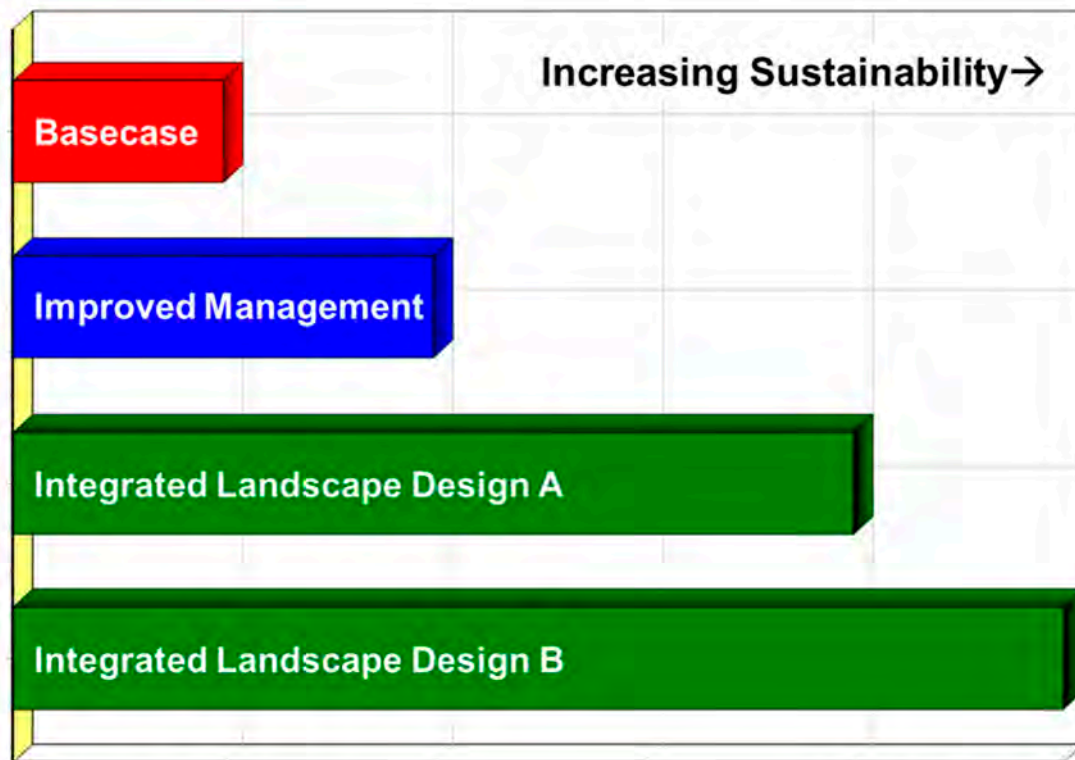 Increasing Sustainability→
Basecase
Improved Management
Integrated Landscape Design A
Integrated Landscape Design B